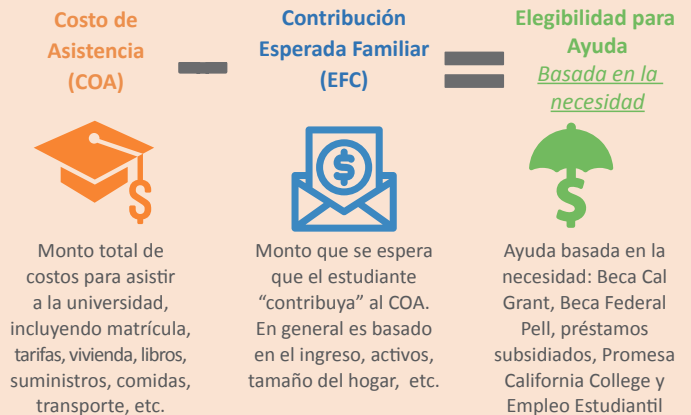 Costo de
Asistencia
(COA)
Contribución
Esperada Familiar
(EFC)
Elegibilidad para
Ayuda
Basada en la
necesidad
$
$
$
Monto total de
costos para asistir
a la universidad,
incluyendo matrícula,
tarifas, vivienda, libros,
suministros, comidas,
transporte, etc.
Monto que se espera
que el estudiante
“contribuya” al COA.
En general es basado
en el ingreso, activos,
tamaño del hogar, etc.
Ayuda basada en la
necesidad: Beca Cal
Grant, Beca Federal
Pell, préstamos
subsidiados, Promesa
California College y
Empleo Estudiantil